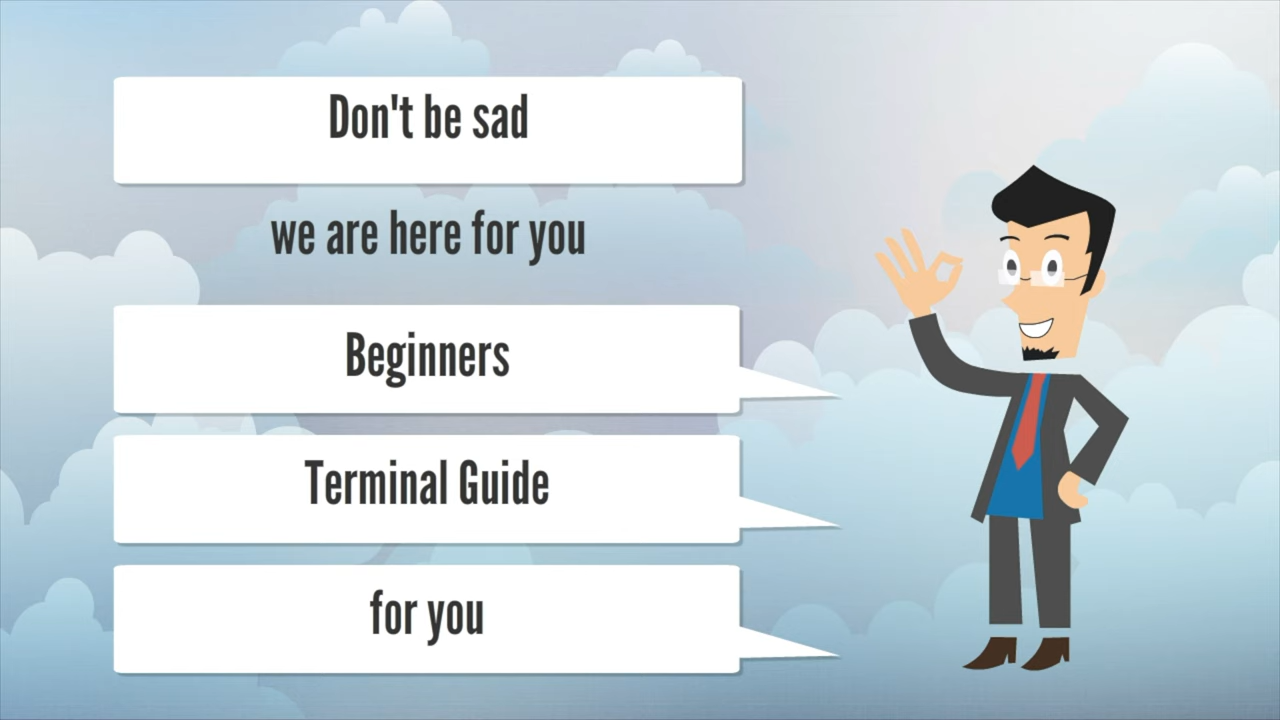 Don't be sad
we are here for you
Beginners
Terminal Guide
for you